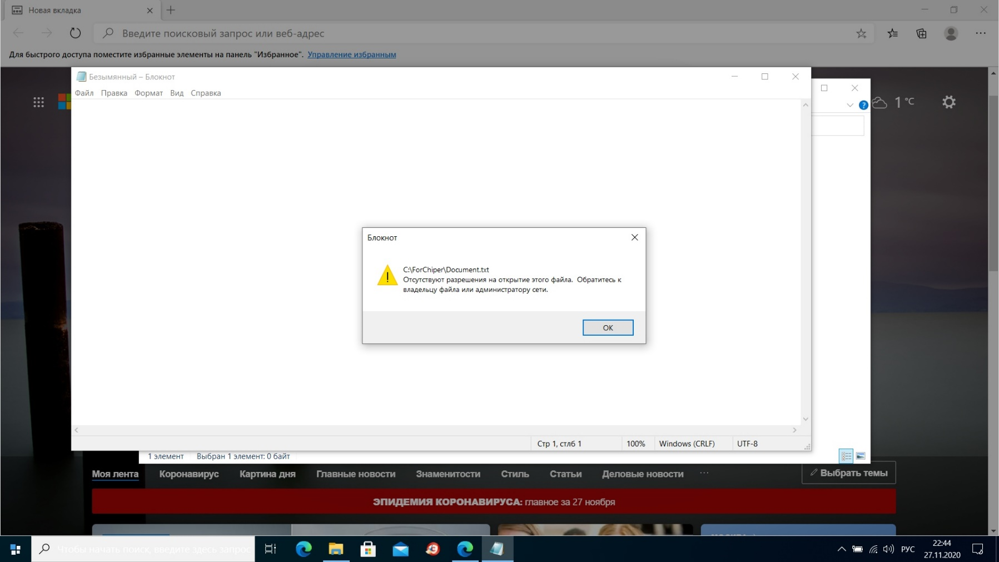 Новая вкладка
Введите поисковый запрос или веб-адрес
Для быстрого доступа поместите избранные элементы на панель "Избранное". Управление избранным
Безымянный – Блокнот
Файл Правка Формат Вид Справка
1 °C
Блокнот
C:\ForChiper\Document.txt
Отсутствуют разрешения на открытие этого файла. Обратитесь к
владельцу файла или администратору сети.
ОК
Стр 1, стлб 1 100% Windows (CRLF) UTF-8
1 элемент Выбран 1 элемент: 0 байт
Моя лента Коронавирус Картина дня Главные новости Знаменитости Стиль Статьи Деловые новости ... Выбрать темы
ЭПИДЕМИЯ КОРОНАВИРУСА: главное за 27 ноября
Чтобы начать поиск, введите здесь запрос
РУС
22:44
27.11.2020